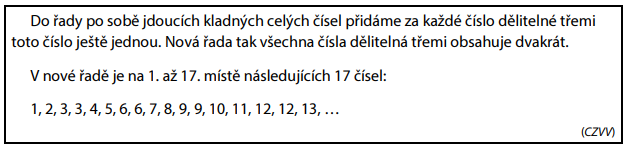 Do řady po sobě jdoucích kladných celých čísel přidáme za každé číslo dělitelné třemi
toto číslo ještě jednou. Nová řada tak všechna čísla dělitelná třemi obsahuje dvakrát.
V nové řadě je na 1. až 17. místě následujících 17 čísel:
1, 2, 3, 3, 4, 5, 6, 6, 7, 8, 9, 9, 10, 11, 12, 12, 13, …
(CZVV)